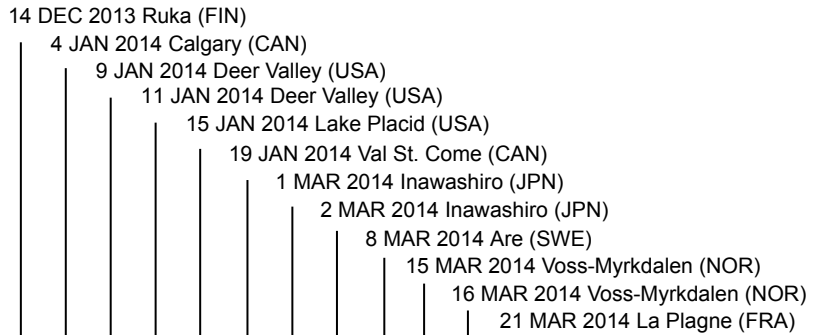 14 DEC 2013 Ruka (FIN)
4 JAN 2014 Calgary (CAN)
9 JAN 2014 Deer Valley (USA)
11 JAN 2014 Deer Valley (USA)
15 JAN 2014 Lake Placid (USA)
19 JAN 2014 Val St. Come (CAN)
1 MAR 2014 Inawashiro (JPN)
2 MAR 2014 Inawashiro (JPN)
8 MAR 2014 Are (SWE)
15 MAR 2014 Voss-Myrkdalen (NOR)
16 MAR 2014 Voss-Myrkdalen (NOR)
21 MAR 2014 La Plagne (FRA)